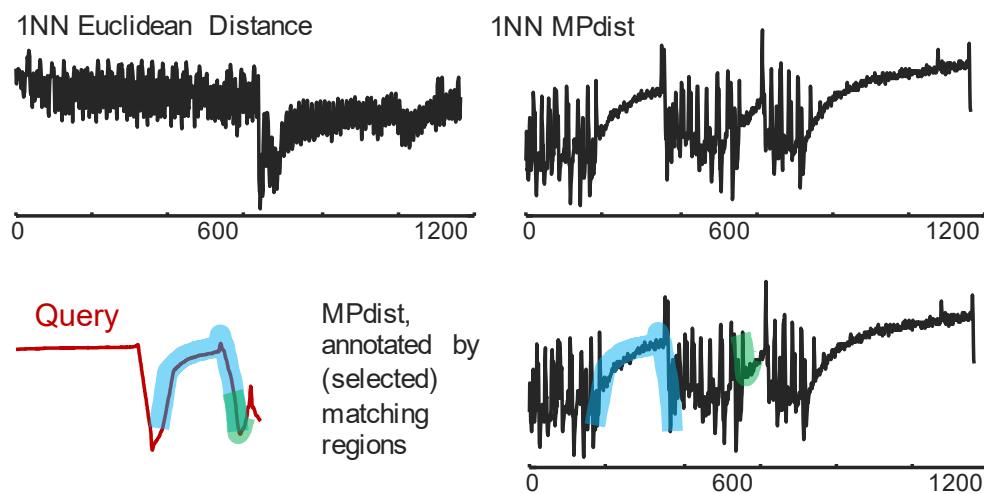 1NN Euclidean Distance
1NN MPdist
0 600 1200
0 600 1200
Query
MPdist,
annotated by
(selected)
matching
regions
0 600 1200